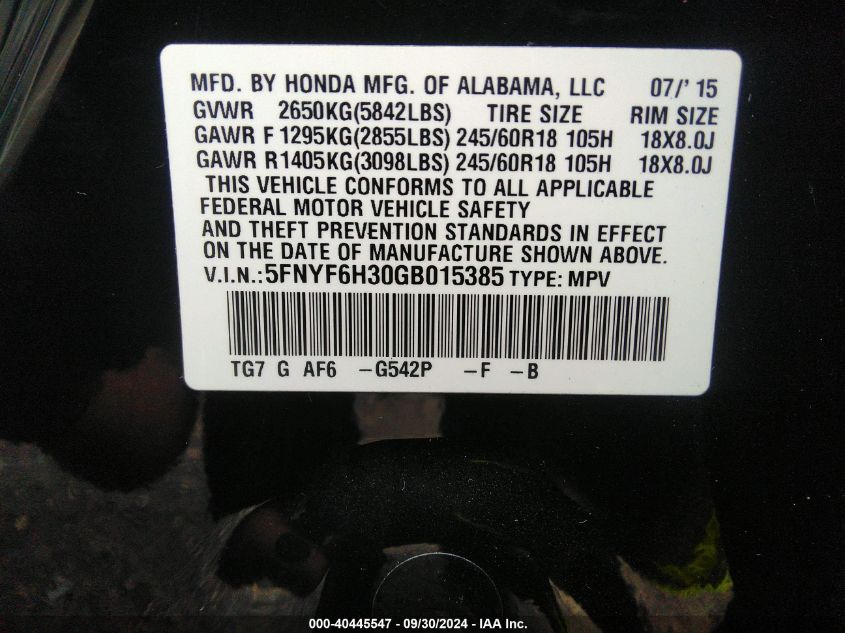 MFD. BY HONDA MFG. OF ALABAMA, LLC 07/' 15
GVWR 2650KG(5842LBS) TIRE SIZE RIM SIZE
GAWR F 1295KG(2855LBS) 245/60R18 105H 18X8.0J
GAWR R1405KG(3098LBS) 245/60R18 105H 18X8.0J
THIS VEHICLE CONFORMS TO ALL APPLICABLE
FEDERAL MOTOR VEHICLE SAFETY
AND THEFT PREVENTION STANDARDS IN EFFECT
ON THE DATE OF MANUFACTURE SHOWN ABOVE.
V.I.N.:5FNYF6H30GB015385 TYPE: MPV
TG7 G AF6 -G542P -F -B
000-40445547 - 09/30/2024 - IAA Inc.